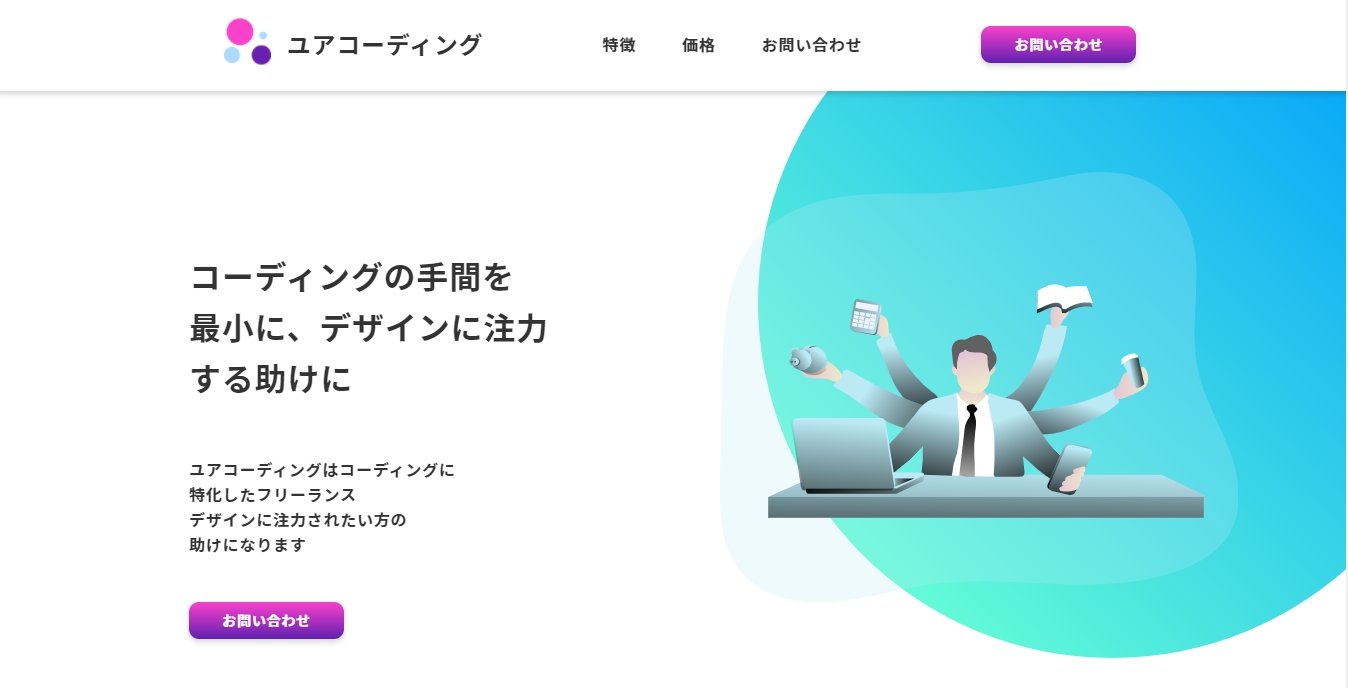 ユアコーディング
特徴
価格
お問い合わせ
お問い合わせ
コーディングの手間を
最小に、デザインに注力
する助けに
ユアコーディングはコーディングに
特化したフリーランス
デザインに注力されたい方の
助けになります
お問い合わせ